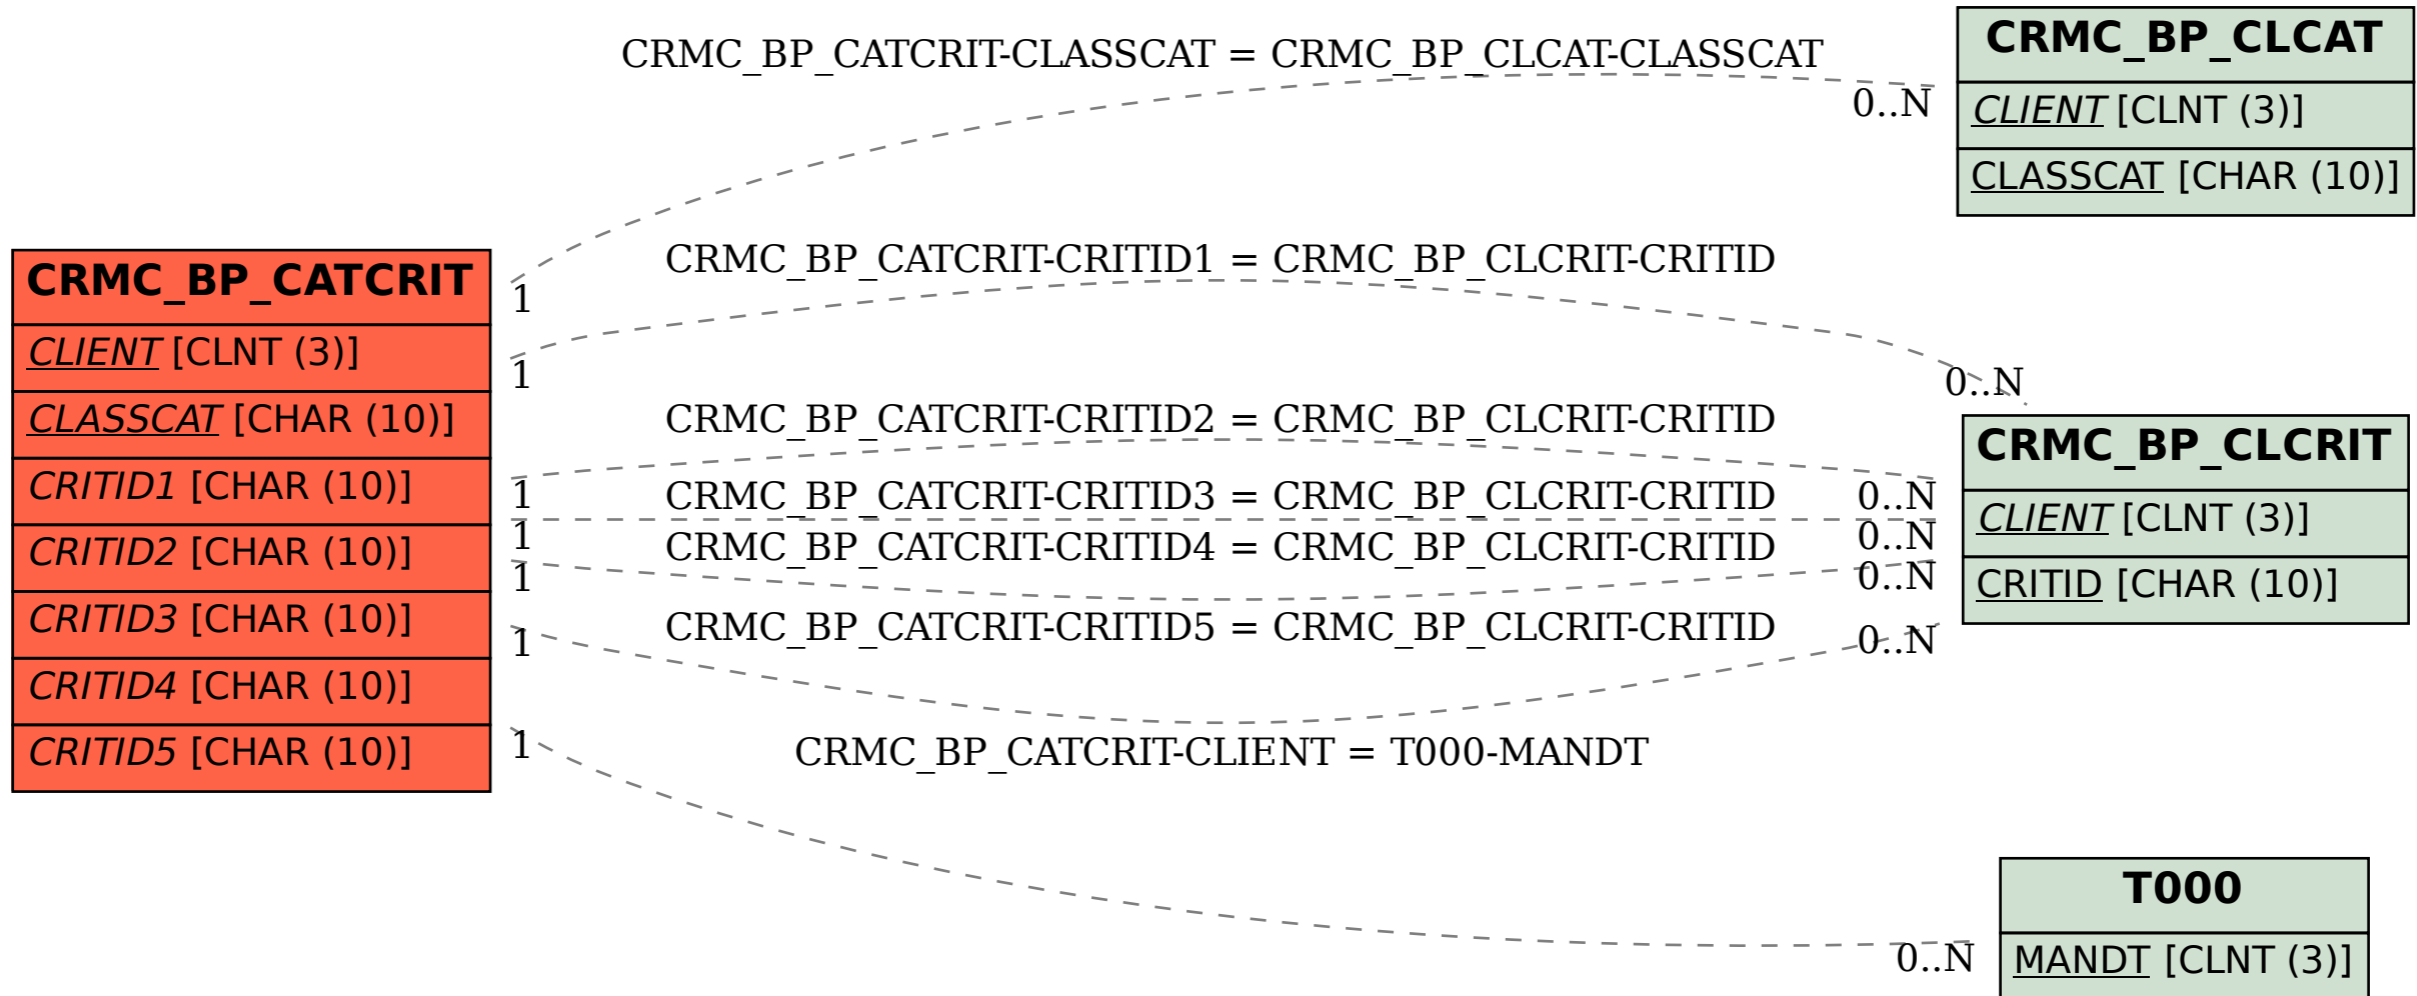 CRMC_BP_CATCRIT-CLASSCAT = CRMC_BP_CLCAT-CLASSCAT
0..N
1
CRMC_BP_CLCAT
CLIENT [CLNT (3)]
CLASSCAT [CHAR (10)]
CRMC_BP_CATCRIT
CLIENT [CLNT (3)]
CLASSCAT [CHAR (10)]
CRITID1 [CHAR (10)]
CRITID2 [CHAR (10)]
CRITID3 [CHAR (10)]
CRITID4 [CHAR (10)]
CRITID5 [CHAR (10)]
CRMC_BP_CATCRIT-CRITID1 = CRMC_BP_CLCRIT-CRITID
1
0..N
CRMC_BP_CATCRIT-CRITID2 = CRMC_BP_CLCRIT-CRITID
1
0..N
CRMC_BP_CATCRIT-CRITID3 = CRMC_BP_CLCRIT-CRITID
1
0..N
CRMC_BP_CATCRIT-CRITID4 = CRMC_BP_CLCRIT-CRITID
1
0..N
CRMC_BP_CATCRIT-CRITID5 = CRMC_BP_CLCRIT-CRITID
1
0..N
CRMC_BP_CLCRIT
CLIENT [CLNT (3)]
CRITID [CHAR (10)]
CRMC_BP_CATCRIT-CLIENT = T000-MANDT
1
0..N
T000
MANDT [CLNT (3)]